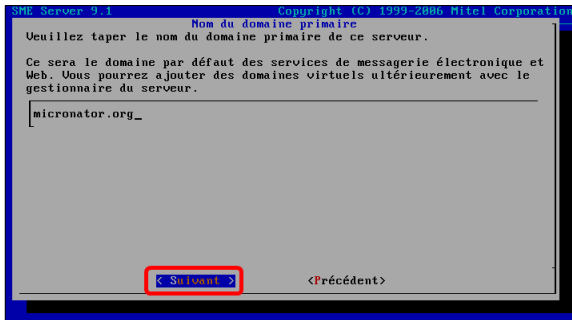 SME Server 9.1 Copyright (C) 1999-2006 Mitel Corporation
Nom du domaine primaire
Veuillez taper le nom du domaine primaire de ce serveur.
Ce sera le domaine par défaut des services de messagerie électronique et
Web. Vous pourrez ajouter des domaines virtuels ultérieurement avec le
gestionnaire du serveur.
micronator.org_
< Suivant > <Précédent>